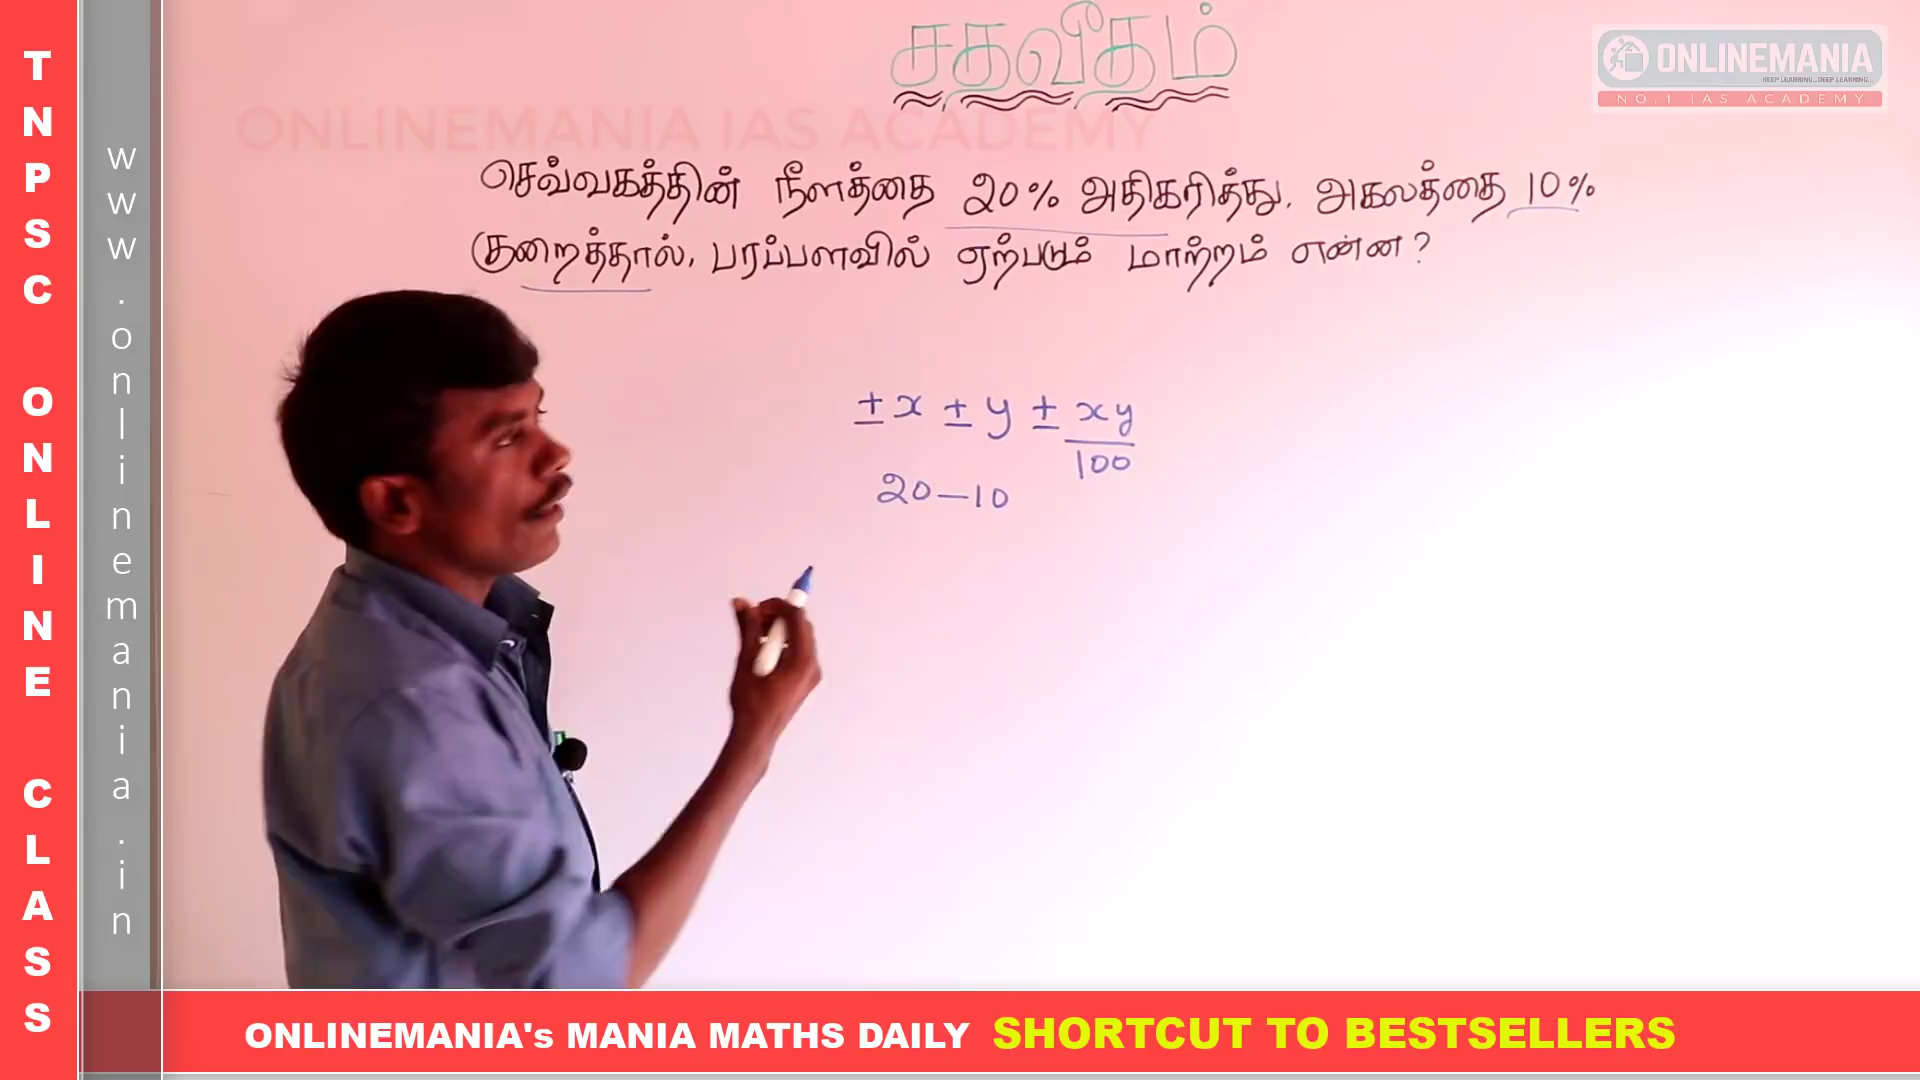 TNPSC ONLINE CLASS
www.onlinemania.in
சதவீதம்
ONLINEMANIA
KEEP LEARNING...DEEP LEARNING...
NO.1 IAS ACADEMY
ONLINEMANIA IAS ACADEMY
செவ்வகத்தின் நீளத்தை 20% அதிகரித்து, அகலத்தை 10%
குறைத்தால், பரப்பளவில் ஏற்படும் மாற்றம் என்ன?
± x ± y ± xy/100
20-10
ONLINEMANIA's MANIA MATHS DAILY SHORTCUT TO BESTSELLERS